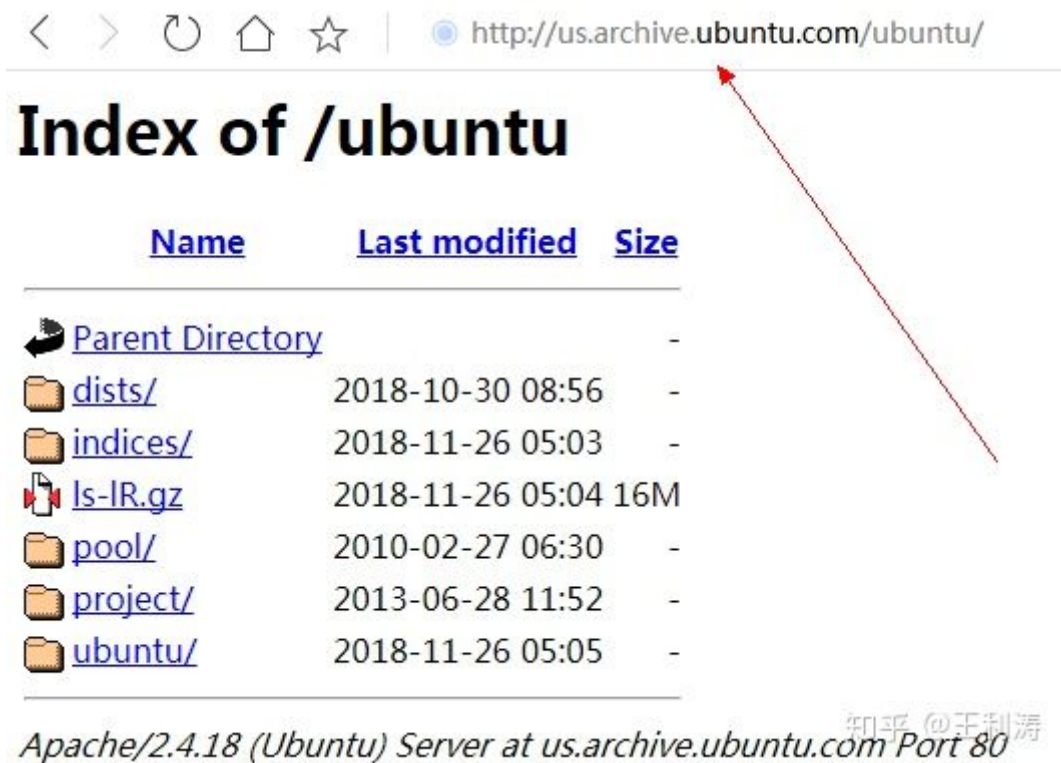 http://us.archive.ubuntu.com/ubuntu/
Index of /ubuntu
Name Last modified Size
Parent Directory -
dists/ 2018-10-30 08:56 -
indices/ 2018-11-26 05:03 -
ls-lR.gz 2018-11-26 05:04 16M
pool/ 2010-02-27 06:30 -
project/ 2013-06-28 11:52 -
ubuntu/ 2018-11-26 05:05 -
知乎 @王利涛
Apache/2.4.18 (Ubuntu) Server at us.archive.ubuntu.com Port 80